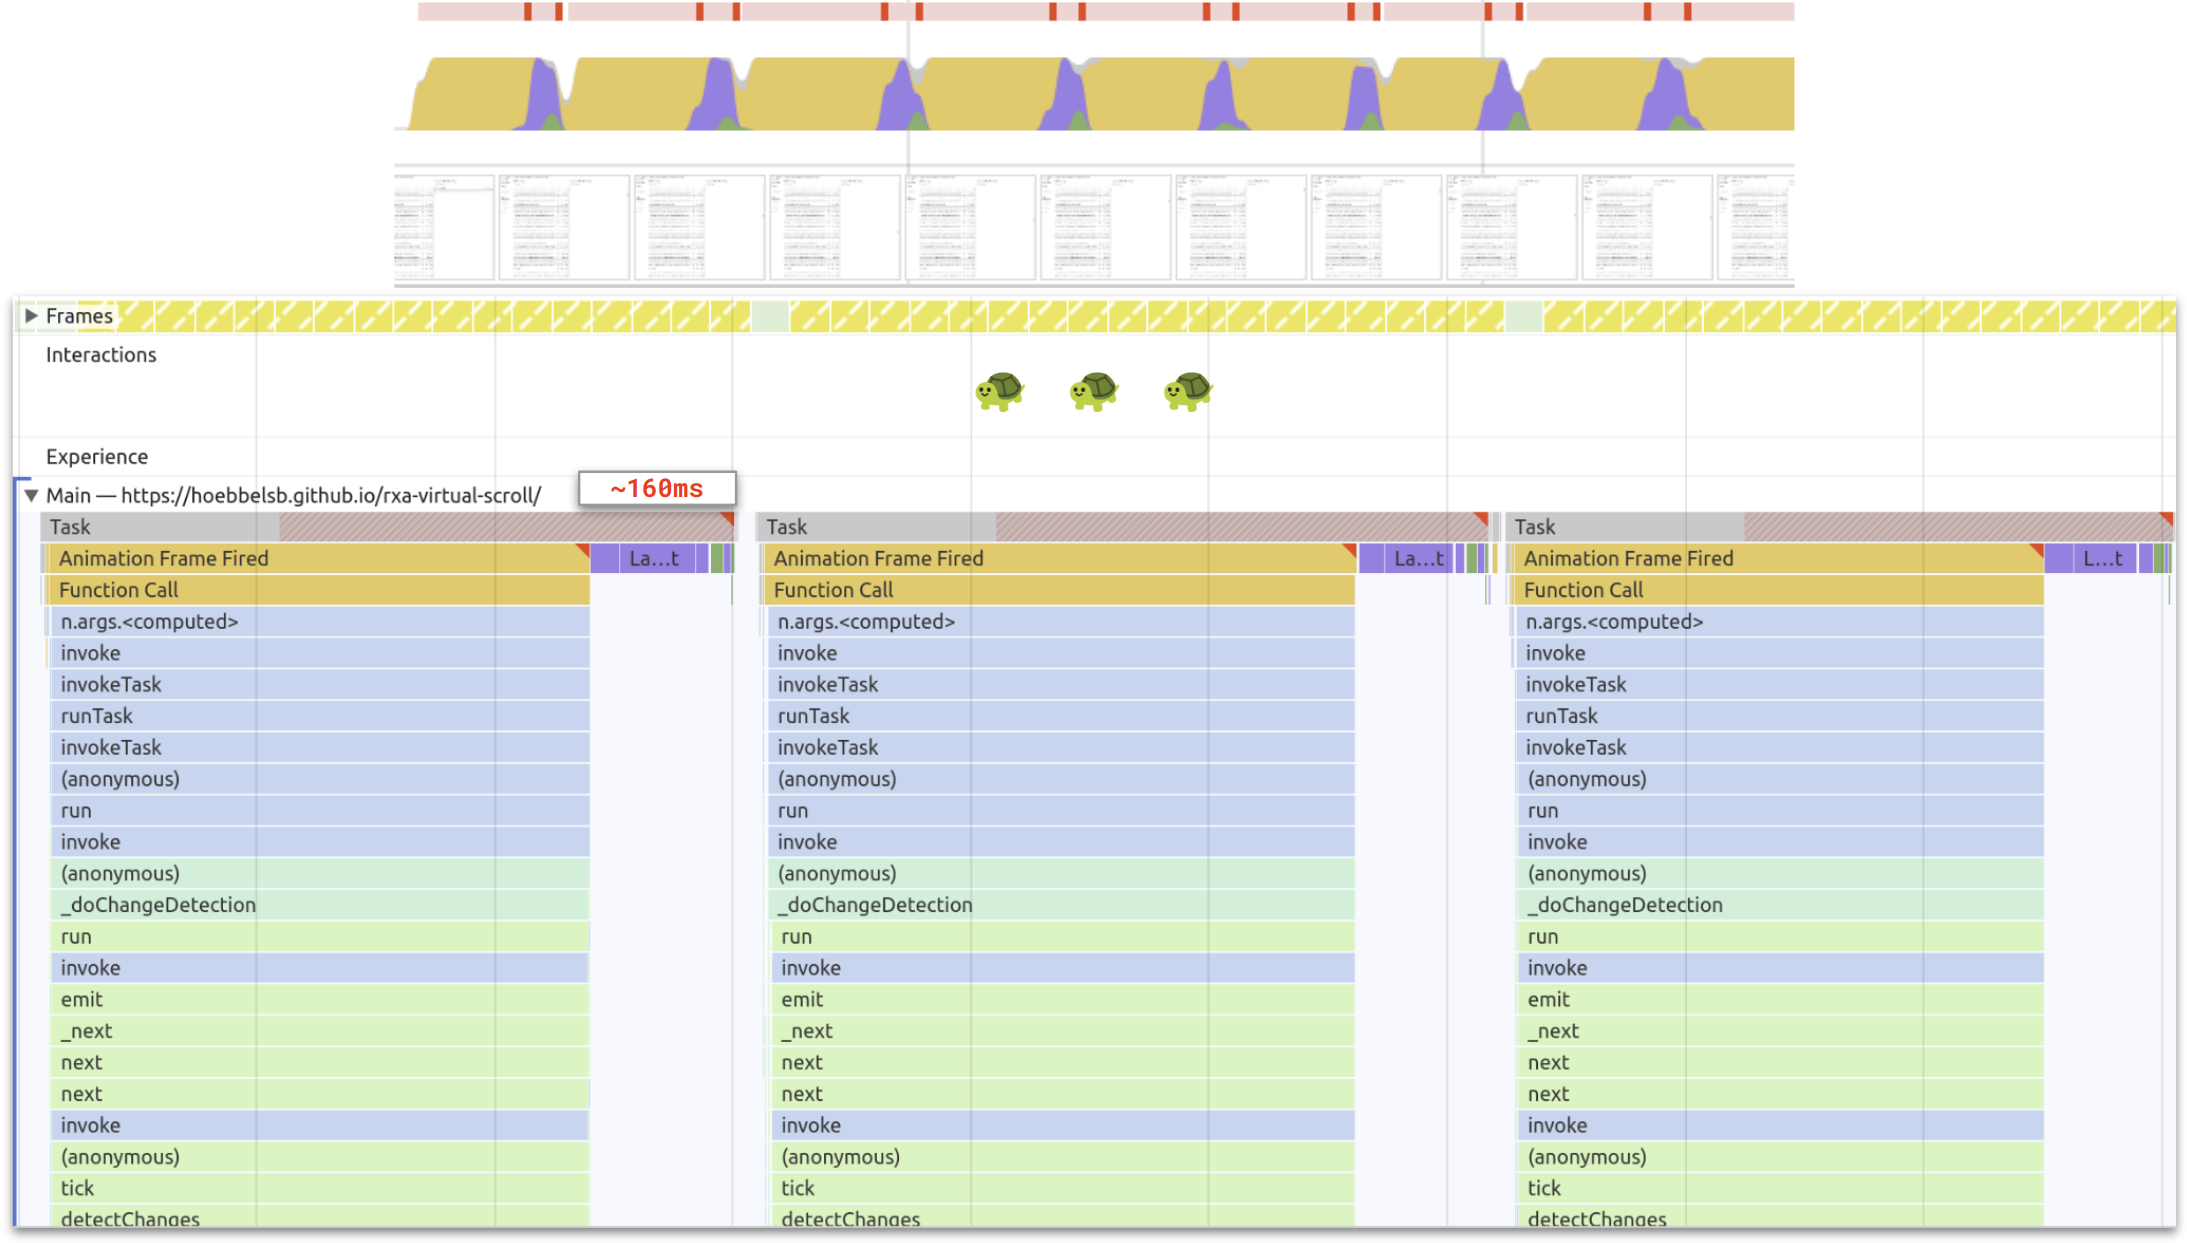 Frames
Interactions
Experience
Main — https://hoebbelsb.github.io/rxa-virtual-scroll/
~160ms
Task Task Task
Animation Frame Fired La...t Animation Frame Fired La...t Animation Frame Fired L...t
Function Call Function Call Function Call
n.args.<computed> n.args.<computed> n.args.<computed>
invoke invoke invoke
invokeTask invokeTask invokeTask
runTask runTask runTask
invokeTask invokeTask invokeTask
(anonymous) (anonymous) (anonymous)
run run run
invoke invoke invoke
(anonymous) (anonymous) (anonymous)
_doChangeDetection _doChangeDetection _doChangeDetection
run run run
invoke invoke invoke
emit emit emit
_next _next _next
next next next
next next next
invoke invoke invoke
(anonymous) (anonymous) (anonymous)
tick tick tick
detectChanges detectChanges detectChanges